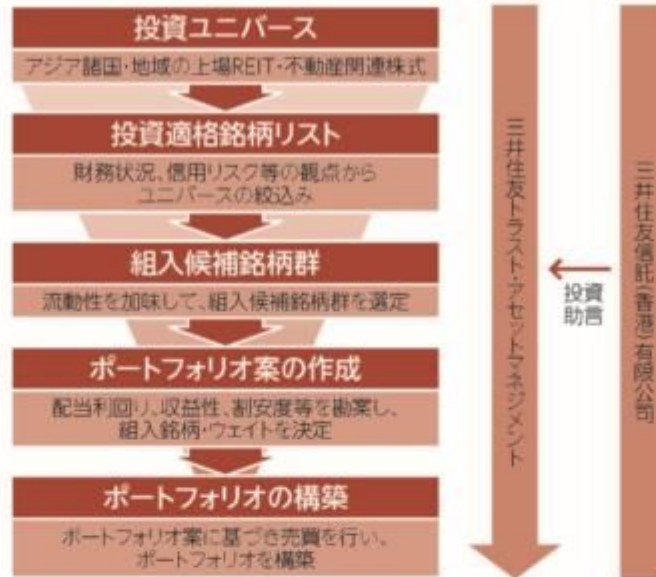 投資ユニバース
アジア諸国・地域の上場REIT・不動産関連株式
投資適格銘柄リスト
財務状況、信用リスク等の観点から
ユニバースの絞込み
組入候補銘柄群
流動性を加味して、組入候補銘柄群を選定
ポートフォリオ案の作成
配当利回り、収益性、割安度等を勘案し、
組入銘柄・ウェイトを決定
ポートフォリオの構築
ポートフォリオ案に基づき売買を行い、
ポートフォリオを構築
三井住友トラスト・アセットマネジメント
投資
助言
三井住友信託(香港)有限公司